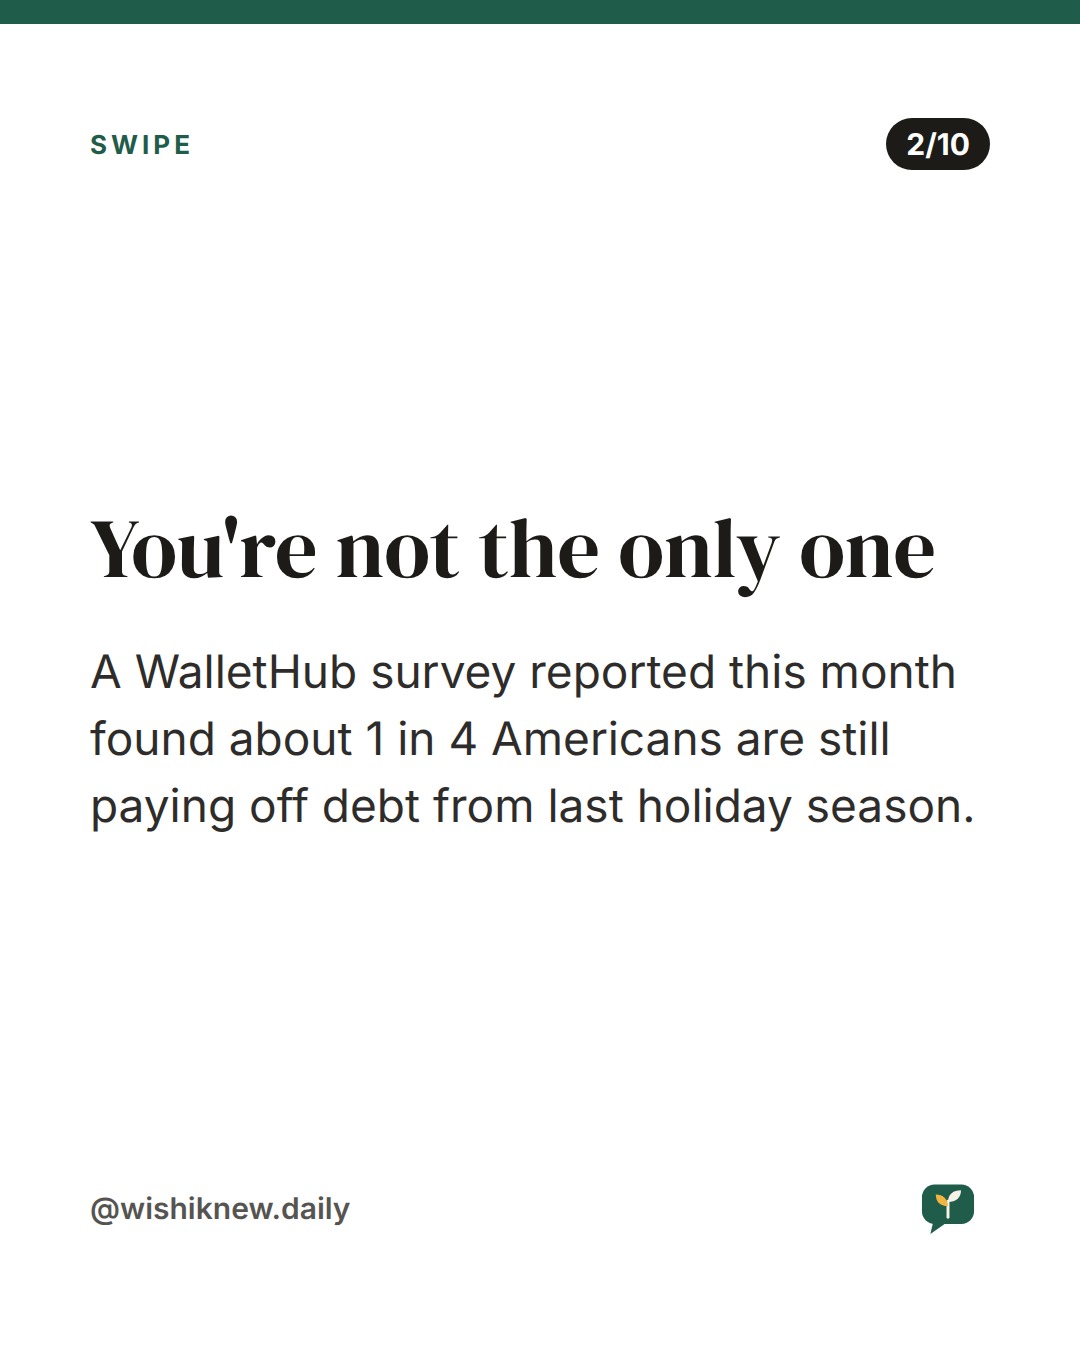 SWIPE
2/10
You're not the only one
A WalletHub survey reported this month
found about 1 in 4 Americans are still
paying off debt from last holiday season.
@wishiknew.daily